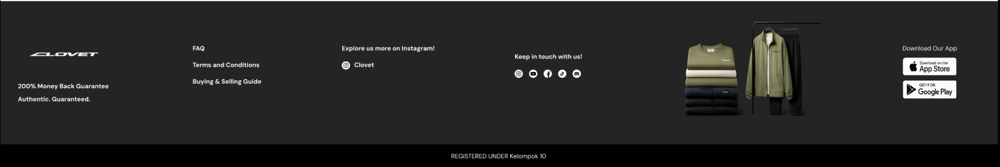 CLOVET
200% Money Back Guarantee
Authentic. Guaranteed.
FAQ
Terms and Conditions
Buying & Selling Guide
Explore us more on Instagram!
Clovet
Keep in touch with us!
Download Our App
Download on the
App Store
GET IT ON
Google Play
REGISTERED UNDER Kelompok 10